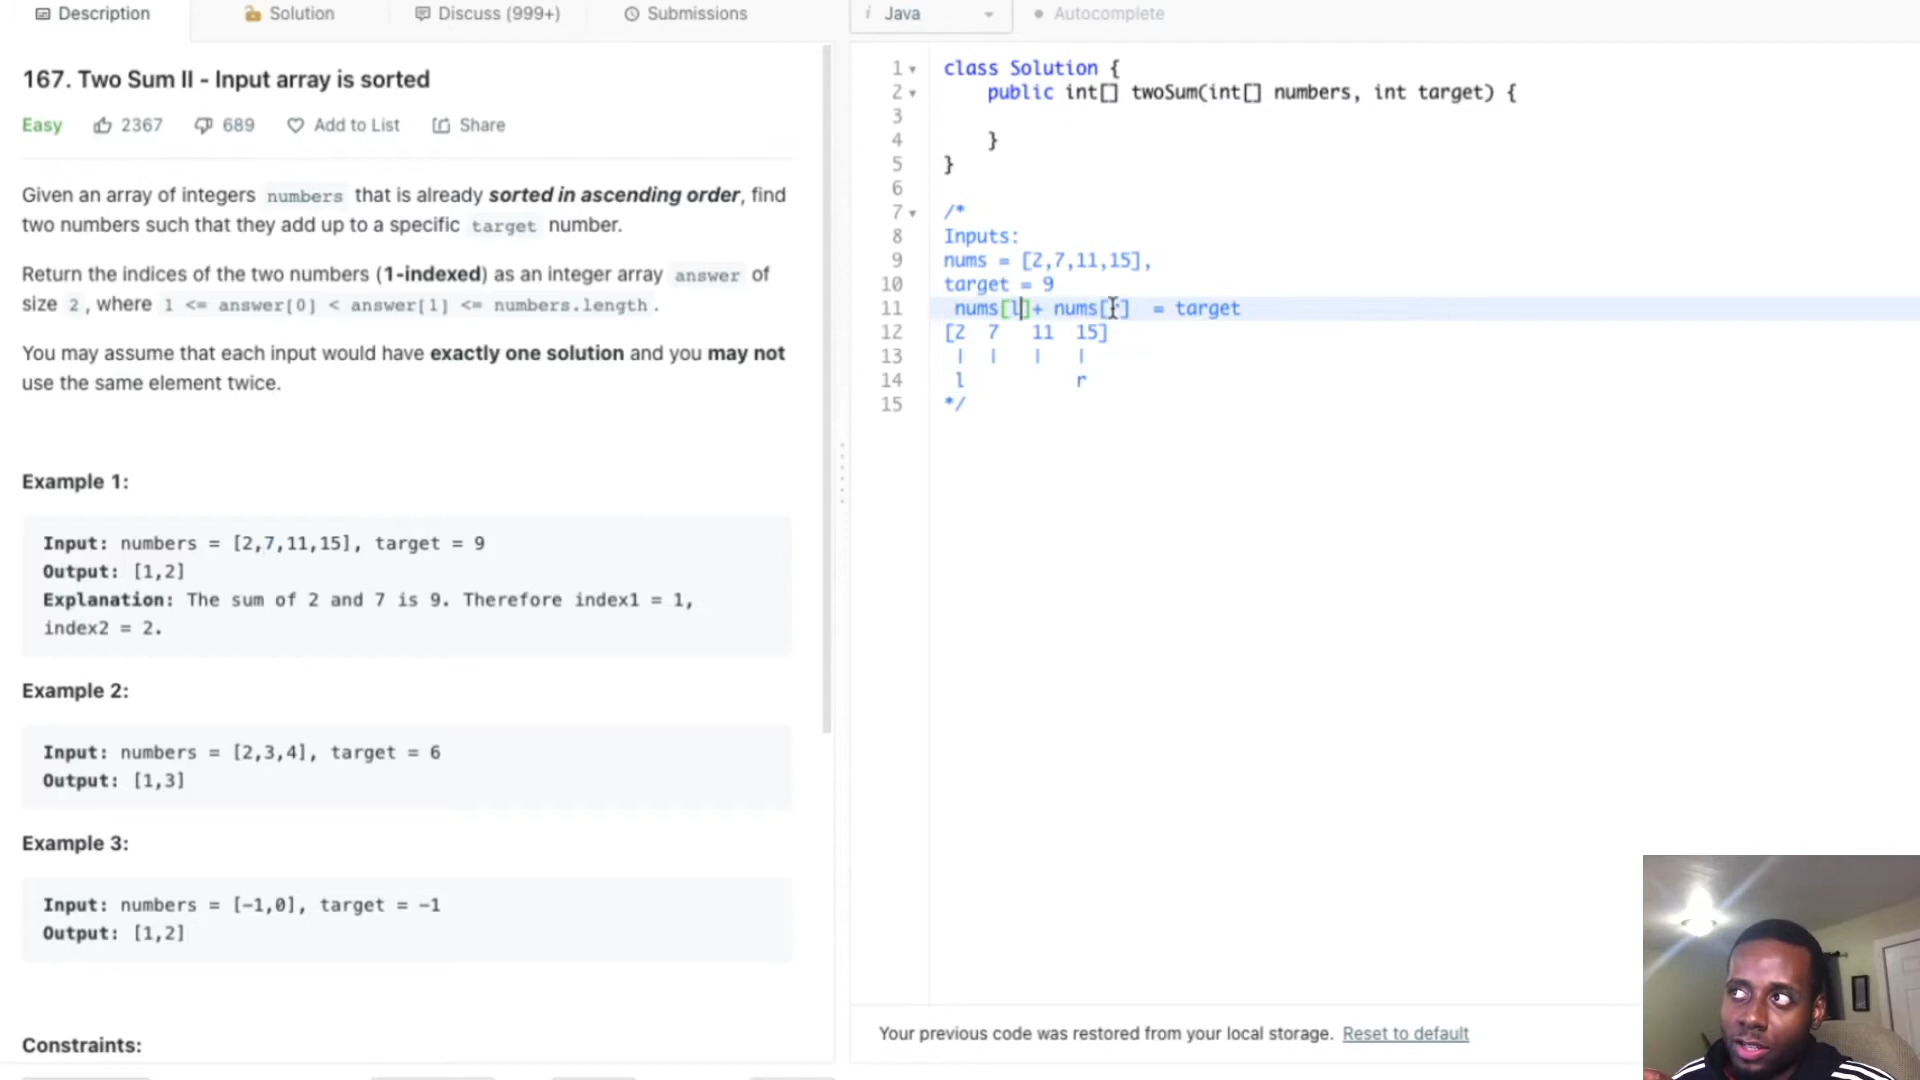 Description Solution Discuss (999+) Submissions
167. Two Sum II - Input array is sorted
Easy 2367 689 Add to List Share
Given an array of integers numbers that is already sorted in ascending order, find
two numbers such that they add up to a specific target number.
Return the indices of the two numbers (1-indexed) as an integer array answer of
size 2, where 1 <= answer[0] < answer[1] <= numbers.length.
You may assume that each input would have exactly one solution and you may not
use the same element twice.
Example 1:
Input: numbers = [2,7,11,15], target = 9
Output: [1,2]
Explanation: The sum of 2 and 7 is 9. Therefore index1 = 1,
index2 = 2.
Example 2:
Input: numbers = [2,3,4], target = 6
Output: [1,3]
Example 3:
Input: numbers = [-1,0], target = -1
Output: [1,2]
Constraints:
i Java Autocomplete
1 class Solution {
2 public int[] twoSum(int[] numbers, int target) {
3
4 }
5 }
6
7 /*
8 Inputs:
9 nums = [2,7,11,15],
10 target = 9
11 nums[l]+ nums[r] = target
12 [2 7 11 15]
13 | | | |
14 l r
15 */
Your previous code was restored from your local storage. Reset to default